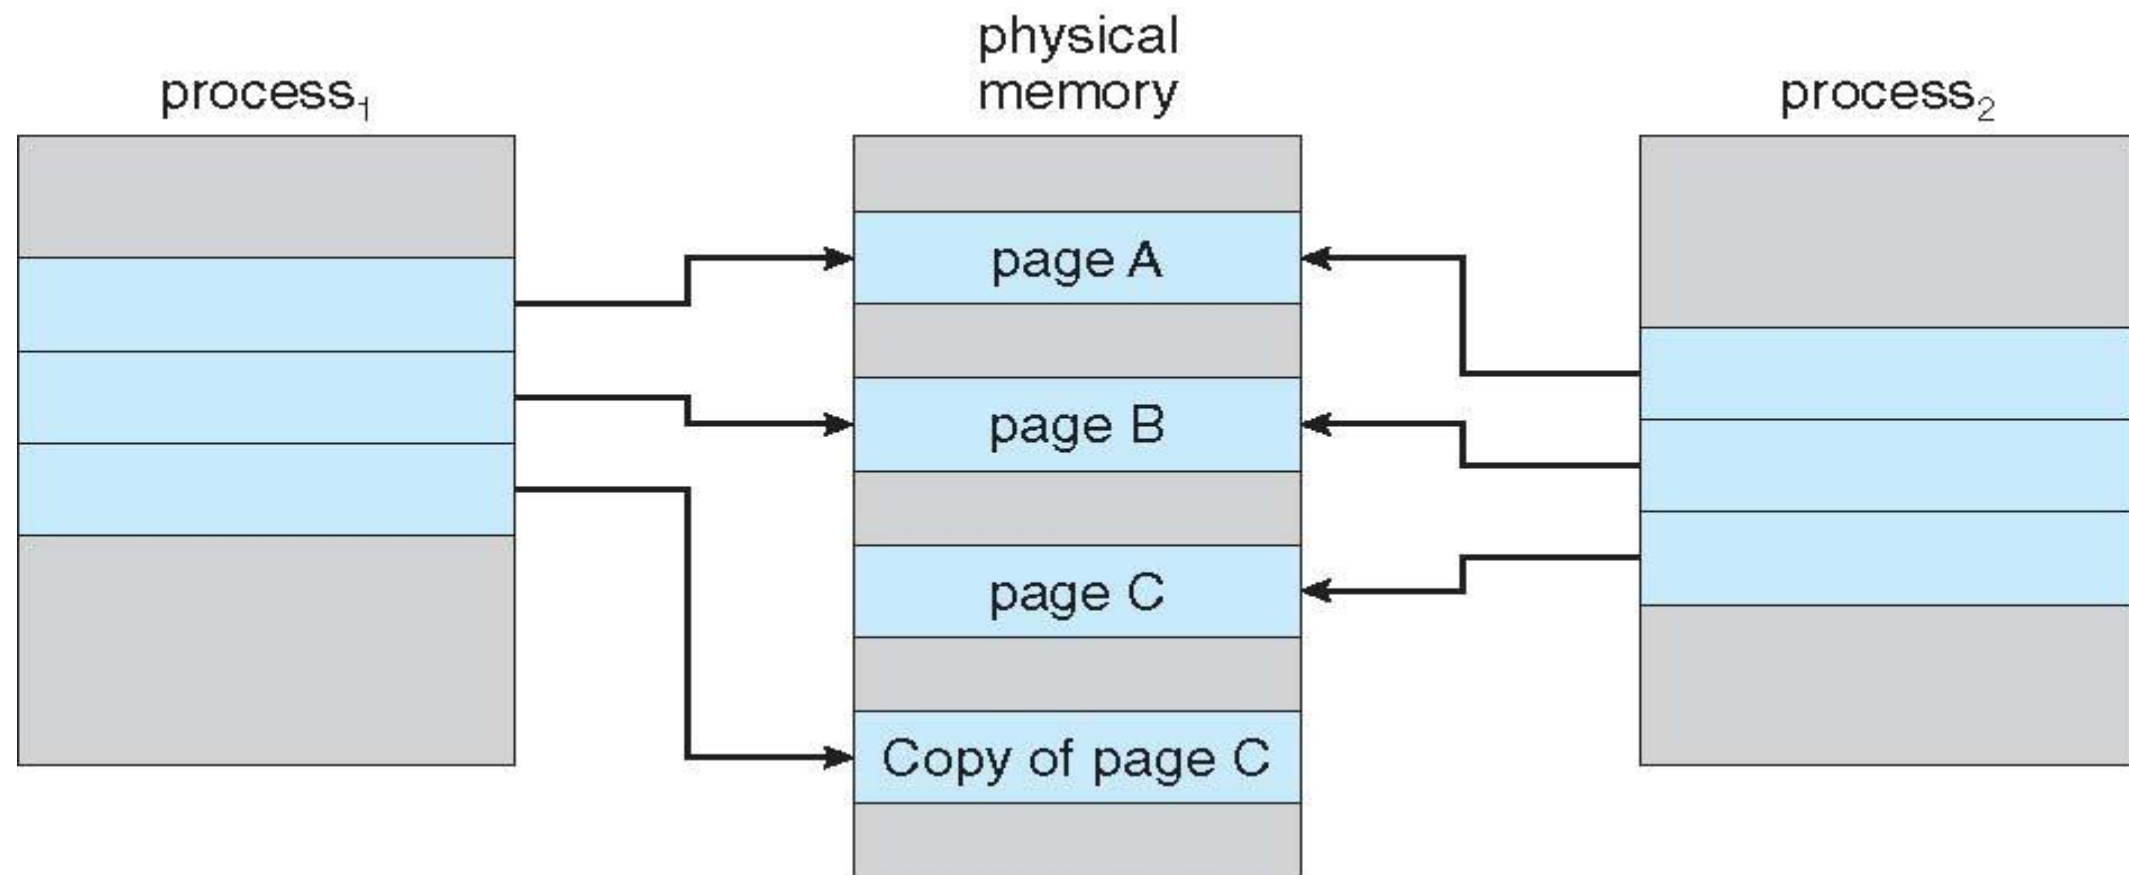 physical
memory
process₁
process₂
page A
page B
page C
Copy of page C